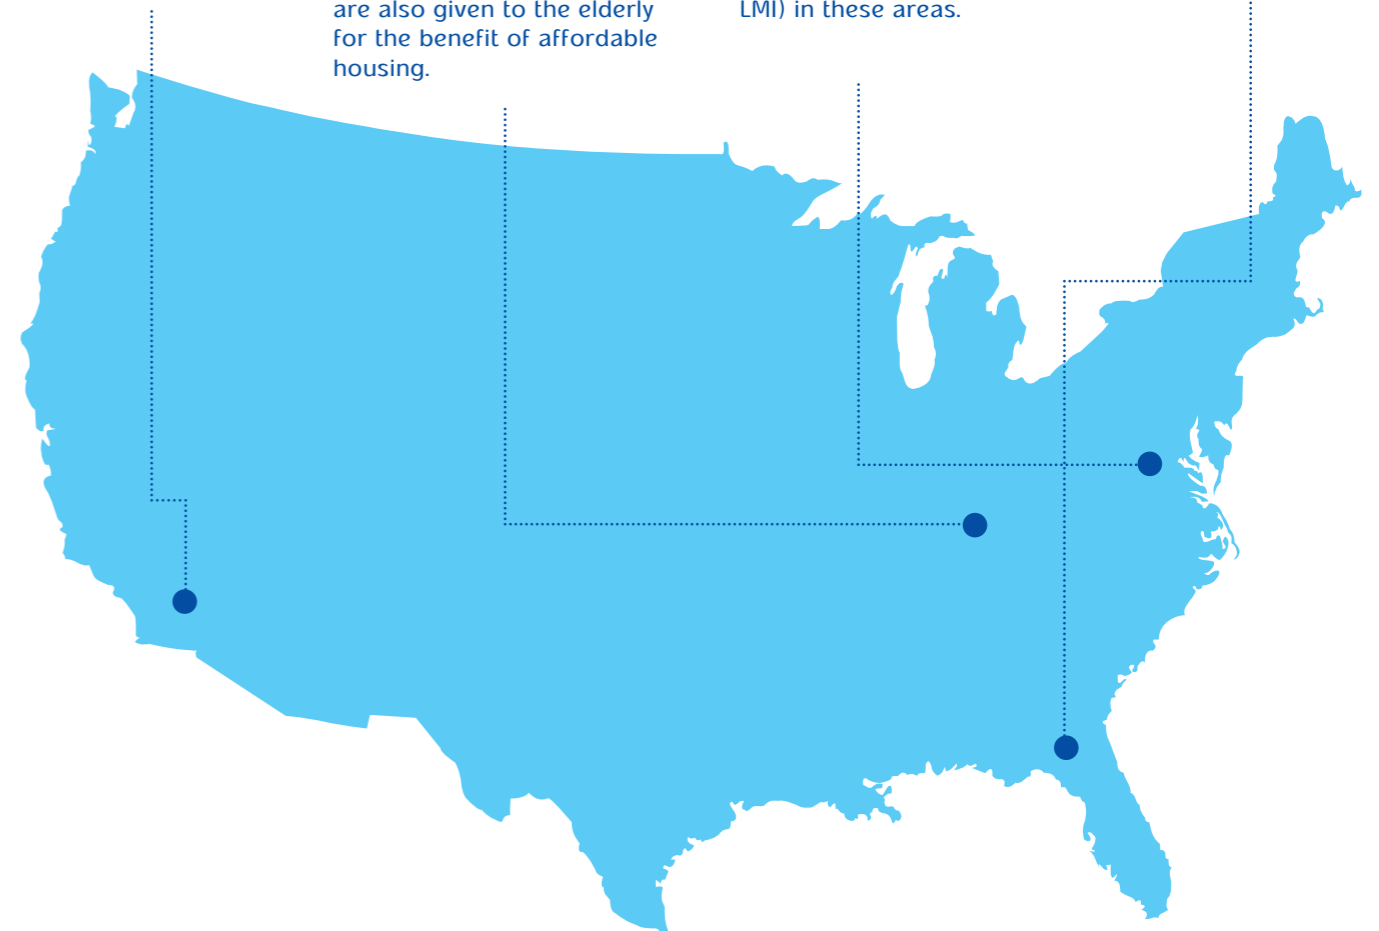 are also given to the elderly
for the benefit of affordable
housing.
LMI) in these areas.